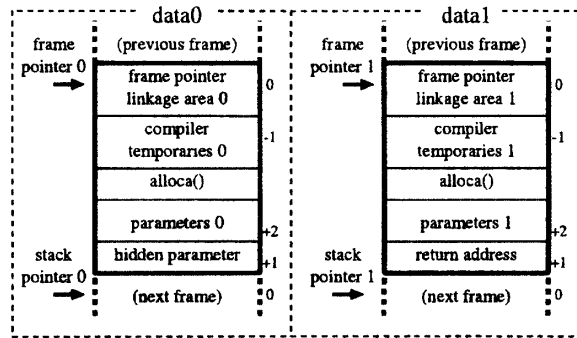 data0
frame
pointer 0
(previous frame)
frame pointer
linkage area 0
0
compiler
temporaries 0
-1
alloca()
parameters 0
+2
stack
pointer 0
hidden parameter
+1
(next frame)
0
data1
frame
pointer 1
(previous frame)
frame pointer
linkage area 1
0
compiler
temporaries 1
-1
alloca()
parameters 1
+2
stack
pointer 1
return address
+1
(next frame)
0